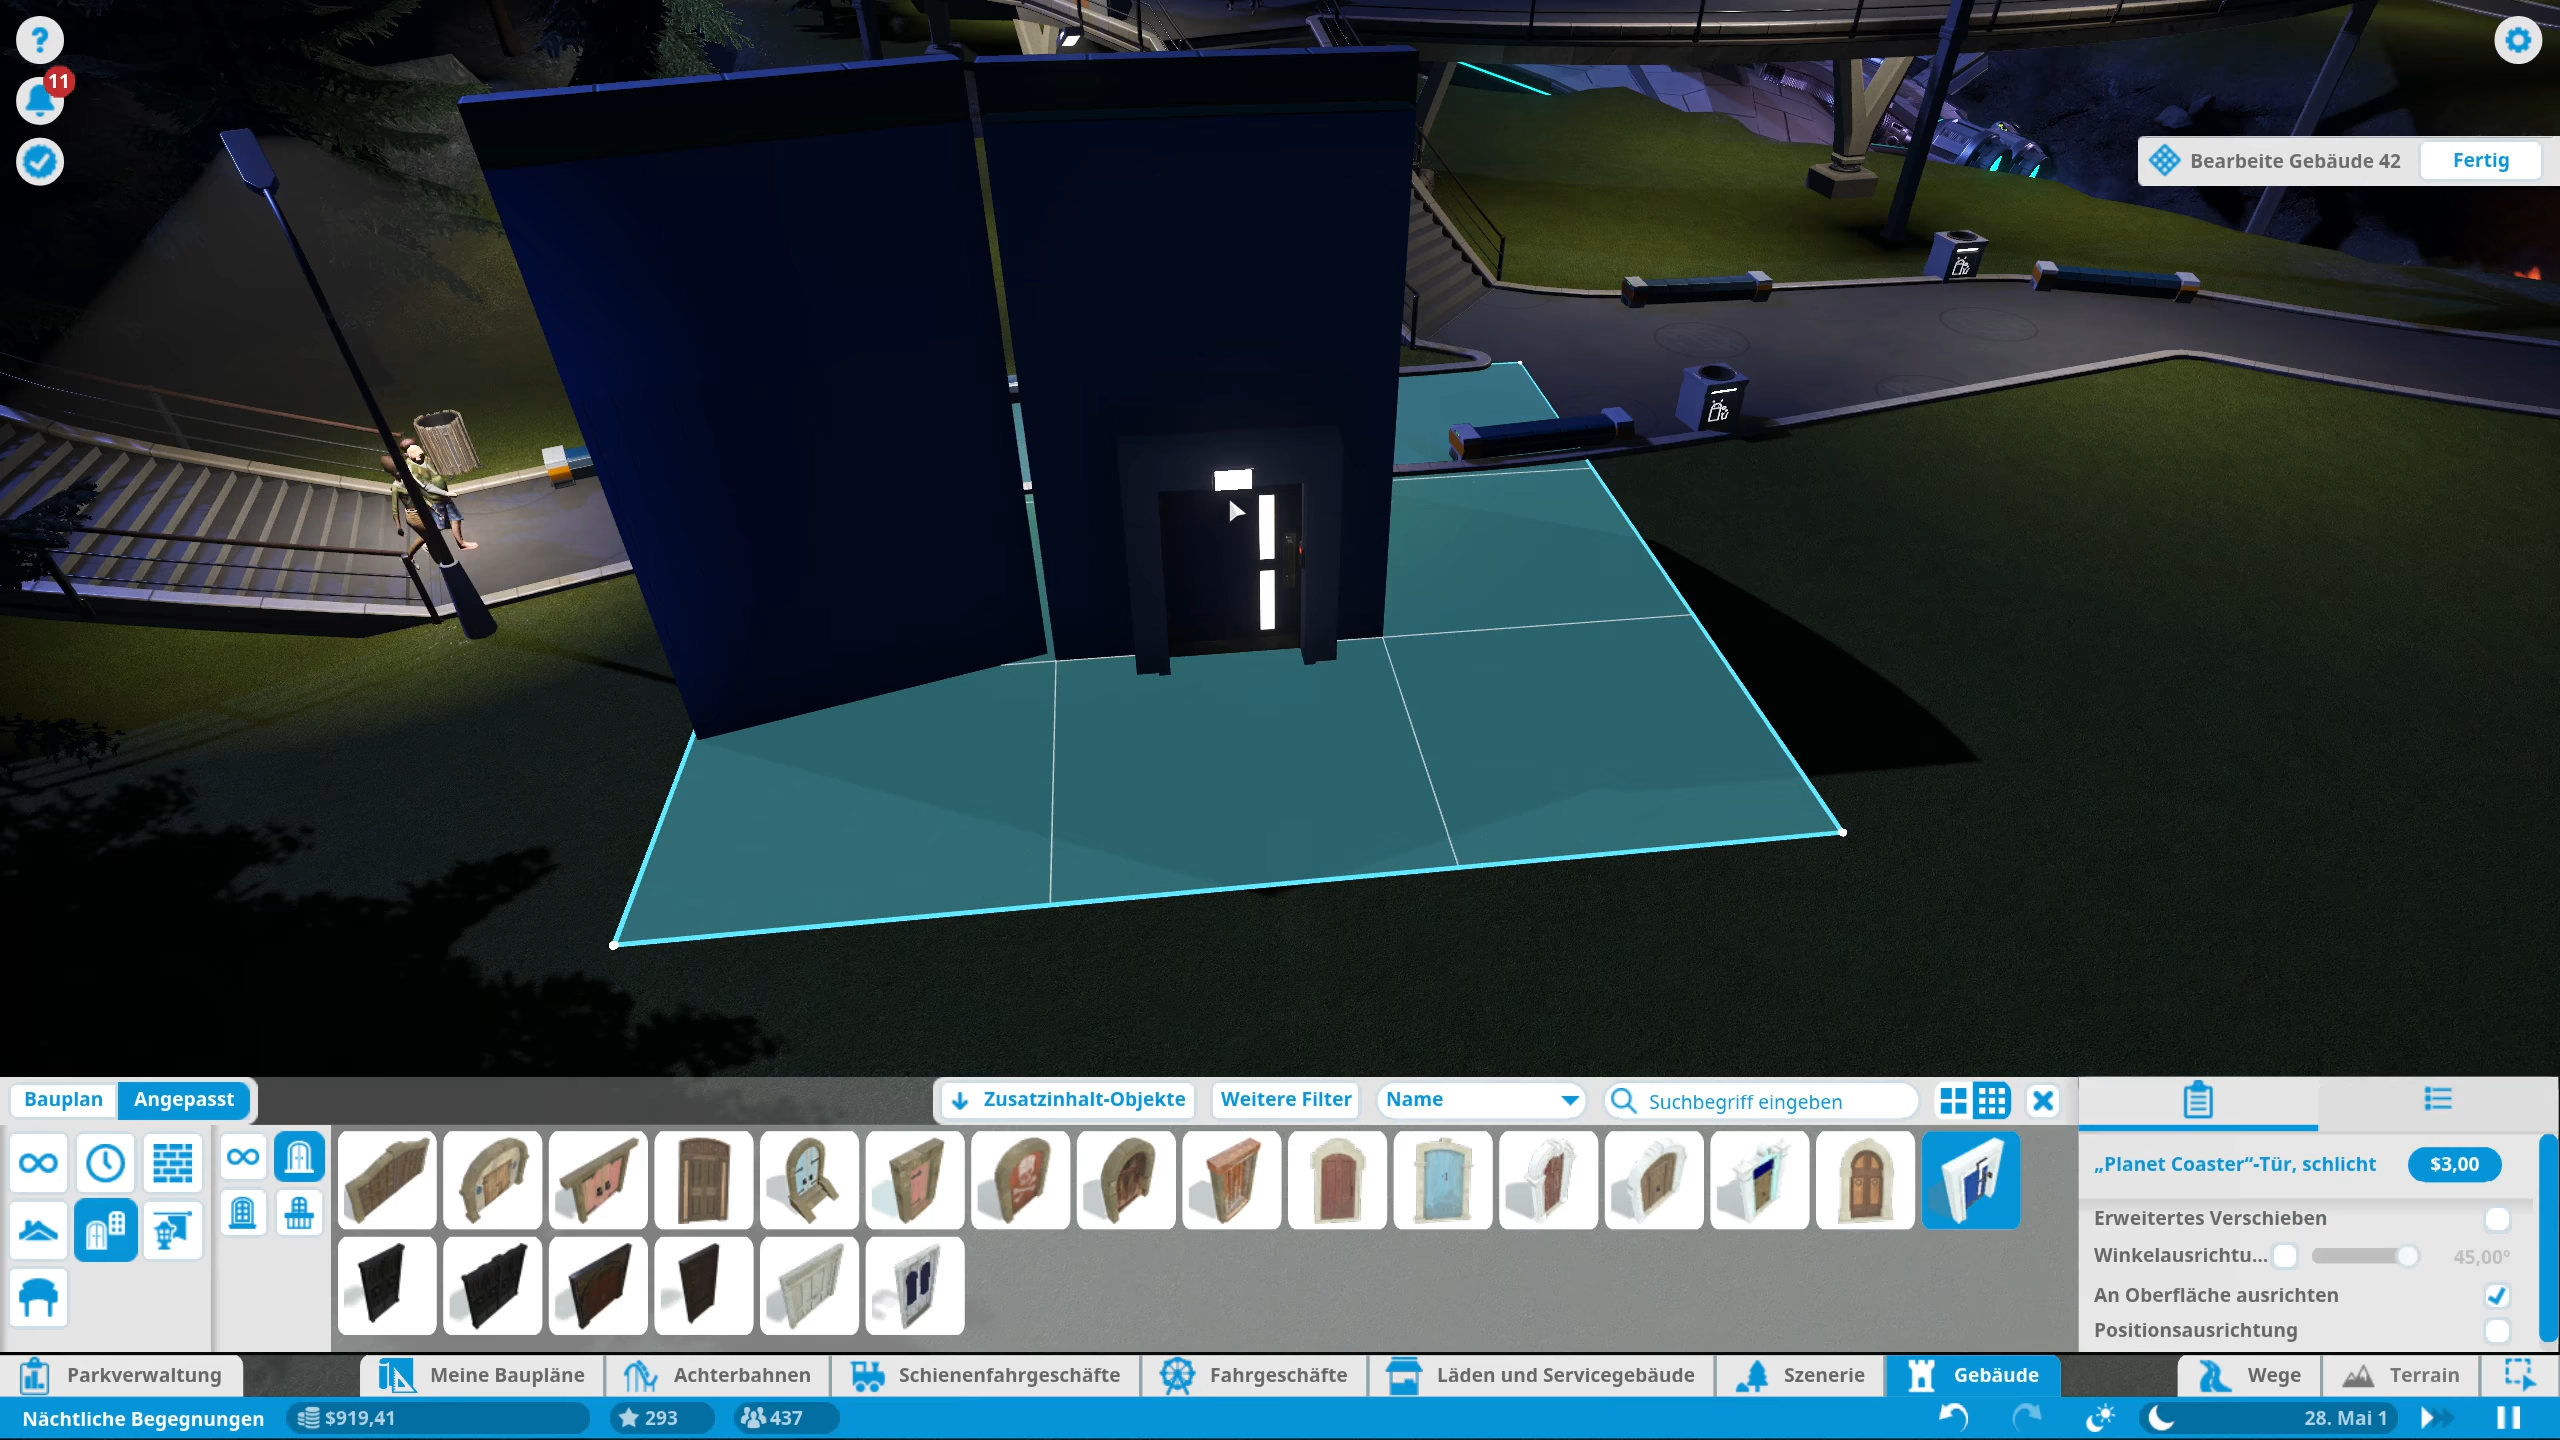 ?
11
Bearbeite Gebäude 42
Fertig
Bauplan
Angepasst
Zusatzinhalt-Objekte
Weitere Filter
Name
Suchbegriff eingeben
„Planet Coaster“-Tür, schlicht
$3,00
Erweitertes Verschieben
Winkelausrichtu...
45,00°
An Oberfläche ausrichten
Positionsausrichtung
Parkverwaltung
Meine Baupläne
Achterbahnen
Schienenfahrgeschäfte
Fahrgeschäfte
Läden und Servicegebäude
Szenerie
Gebäude
Wege
Terrain
Nächtliche Begegnungen
$919,41
293
437
28. Mai 1